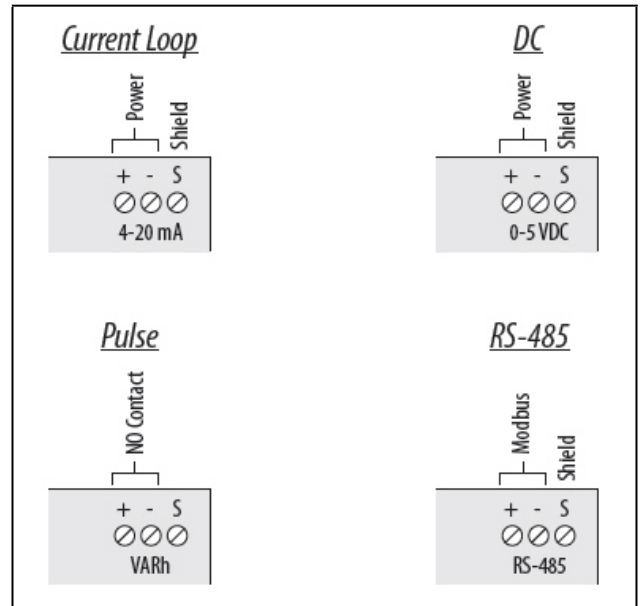 Current Loop
Power
Shield
+ - S
4-20 mA
DC
Power
Shield
+ - S
0-5 VDC
Pulse
NO Contact
+ - S
VARh
RS-485
Modbus
Shield
+ - S
RS-485